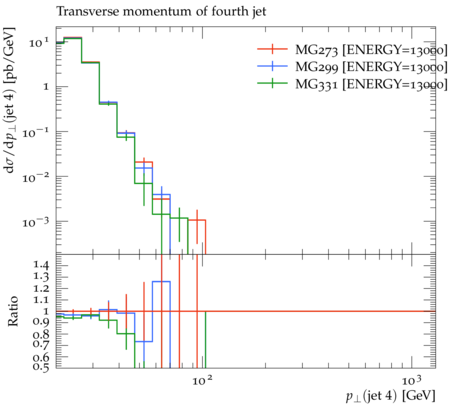 Transverse momentum of fourth jet
MG273 [ENERGY=13000]
MG299 [ENERGY=13000]
MG331 [ENERGY=13000]
dσ/dp⊥(jet 4) [pb/GeV]
10¹
1
10⁻¹
10⁻²
10⁻³
Ratio
1.4
1.3
1.2
1.1
1
0.9
0.8
0.7
0.6
0.5
10² 10³
p⊥(jet 4) [GeV]